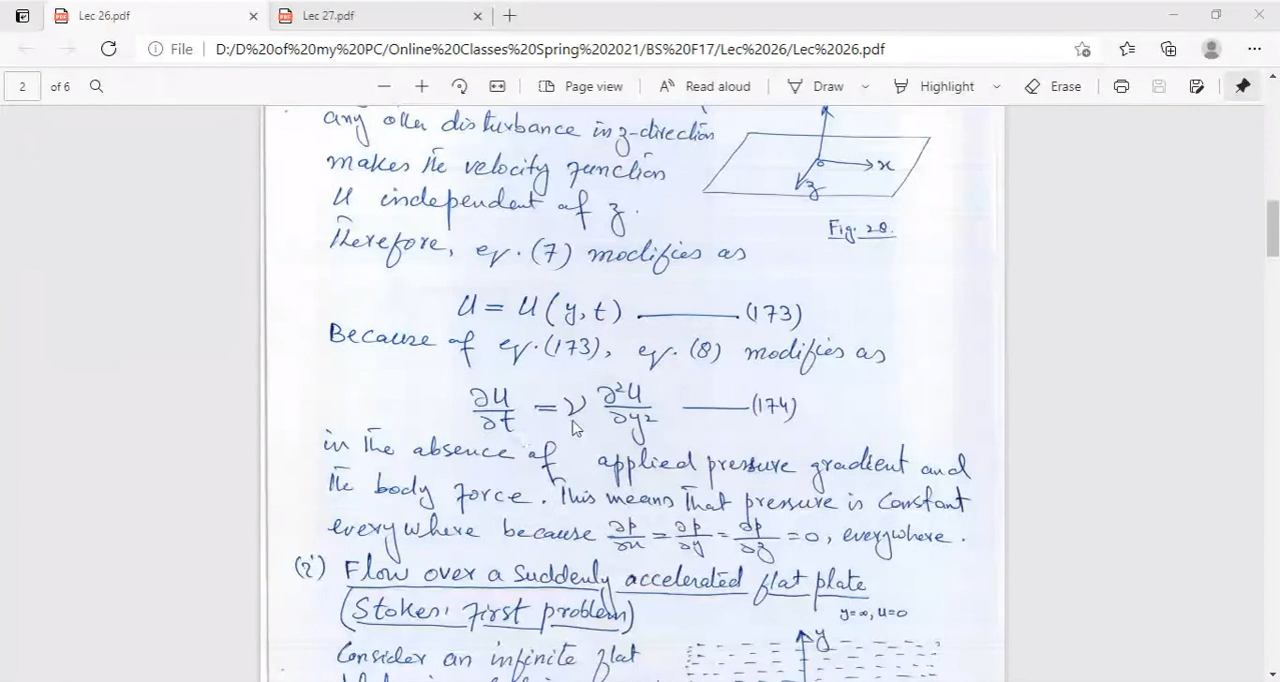 Lec 26.pdf
Lec 27.pdf
File D:/D%20of%20my%20PC/Online%20Classes%20Spring%202021/BS%20F17/Lec%2026/Lec%2026.pdf
2 of 6 Page view Read aloud Draw Highlight Erase
any other disturbance in z-direction
makes the velocity function
u independent of z.
x
z
Fig. 28.
Therefore, eq. (7) modifies as
u = u(y,t) ——— (173)
Because of eq. (173), eq. (8) modifies as
∂u/∂t = ν ∂²u/∂y² ——— (174)
in the absence of applied pressure gradient and
the body force. This means that pressure is constant
everywhere because ∂p/∂x = ∂p/∂y = ∂p/∂z = 0, everywhere.
(i) Flow over a suddenly accelerated flat plate
(Stokes' first problem)
y=∞, u=0
y
Consider an infinite flat